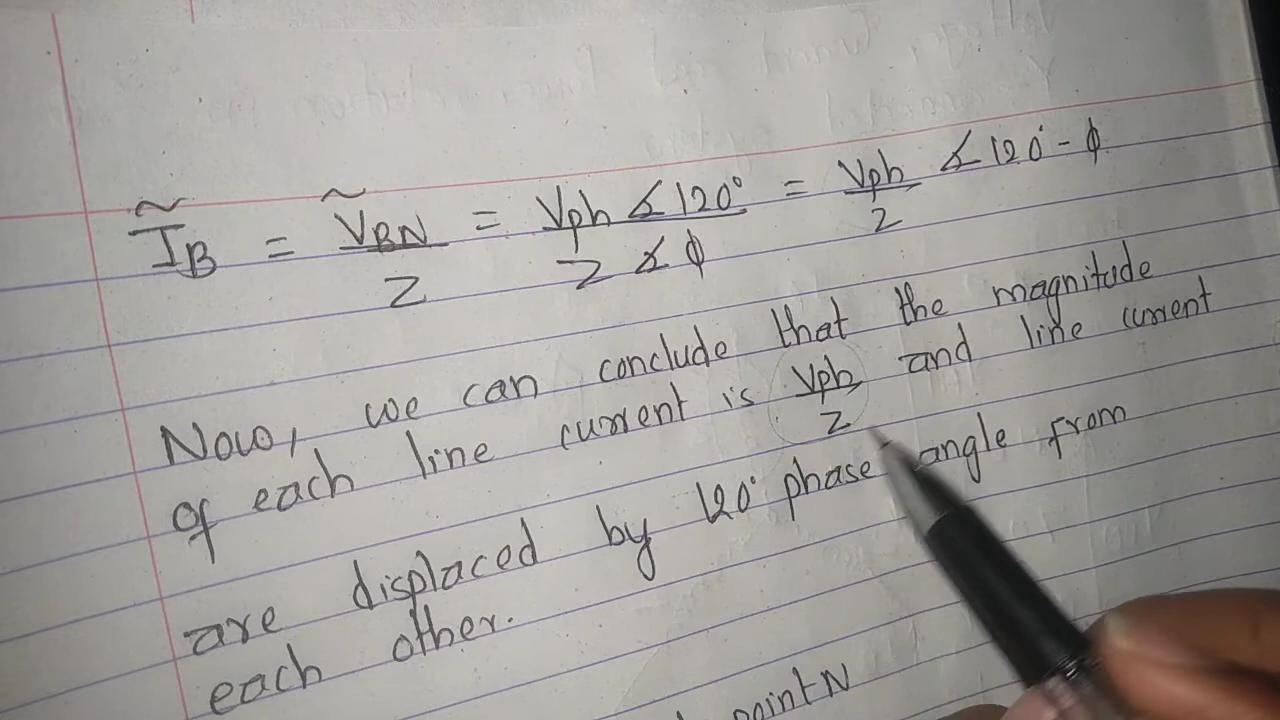 ĨB = ṼBN / Z = Vph ∡120° / Z ∡ϕ = Vph / Z ∡120° - ϕ
Now, we can conclude that the magnitude
of each line current is Vph / Z and line current
are displaced by 120° phase angle from
each other.
point N